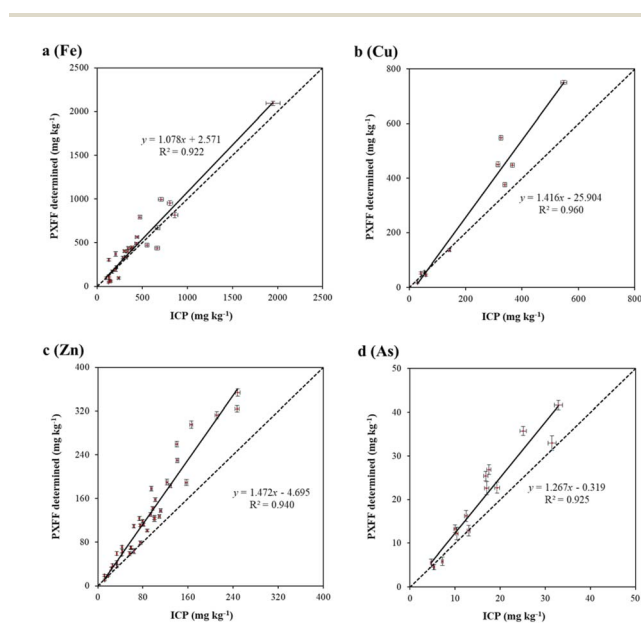 a (Fe)
PXFF determined (mg kg⁻¹)
2500
2000
1500
1000
500
0
y = 1.078x + 2.571
R² = 0.922
0 500 1000 1500 2000 2500
ICP (mg kg⁻¹)
b (Cu)
PXFF determined (mg kg⁻¹)
800
600
400
200
0
y = 1.416x - 25.904
R² = 0.960
0 200 400 600 800
ICP (mg kg⁻¹)
c (Zn)
PXFF determined (mg kg⁻¹)
400
320
240
160
80
0
y = 1.472x - 4.695
R² = 0.940
0 80 160 240 320 400
ICP (mg kg⁻¹)
d (As)
PXFF determined (mg kg⁻¹)
50
40
30
20
10
0
y = 1.267x - 0.319
R² = 0.925
0 10 20 30 40 50
ICP (mg kg⁻¹)